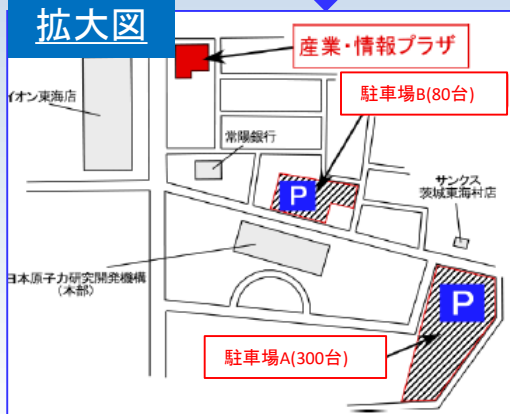 拡大図
産業・情報プラザ
駐車場B(80台)
イオン東海店
常陽銀行
P
サンクス
茨城東海村店
日本原子力研究開発機構
（本部）
P
駐車場A(300台)